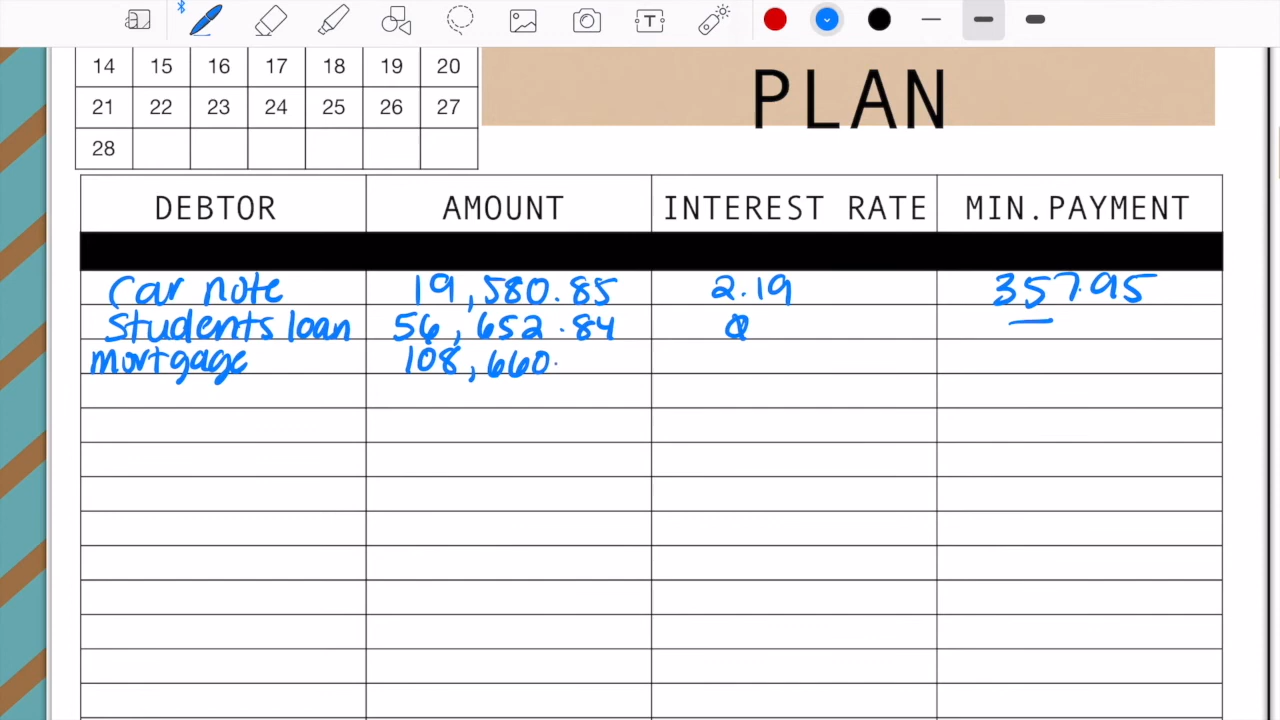 14 15 16 17 18 19 20
PLAN
21 22 23 24 25 26 27
28
DEBTOR AMOUNT INTEREST RATE MIN.PAYMENT
Car note 19,580.85 2.19 357.95
Students loan 56,652.84 0 —
mortgage 108,660.